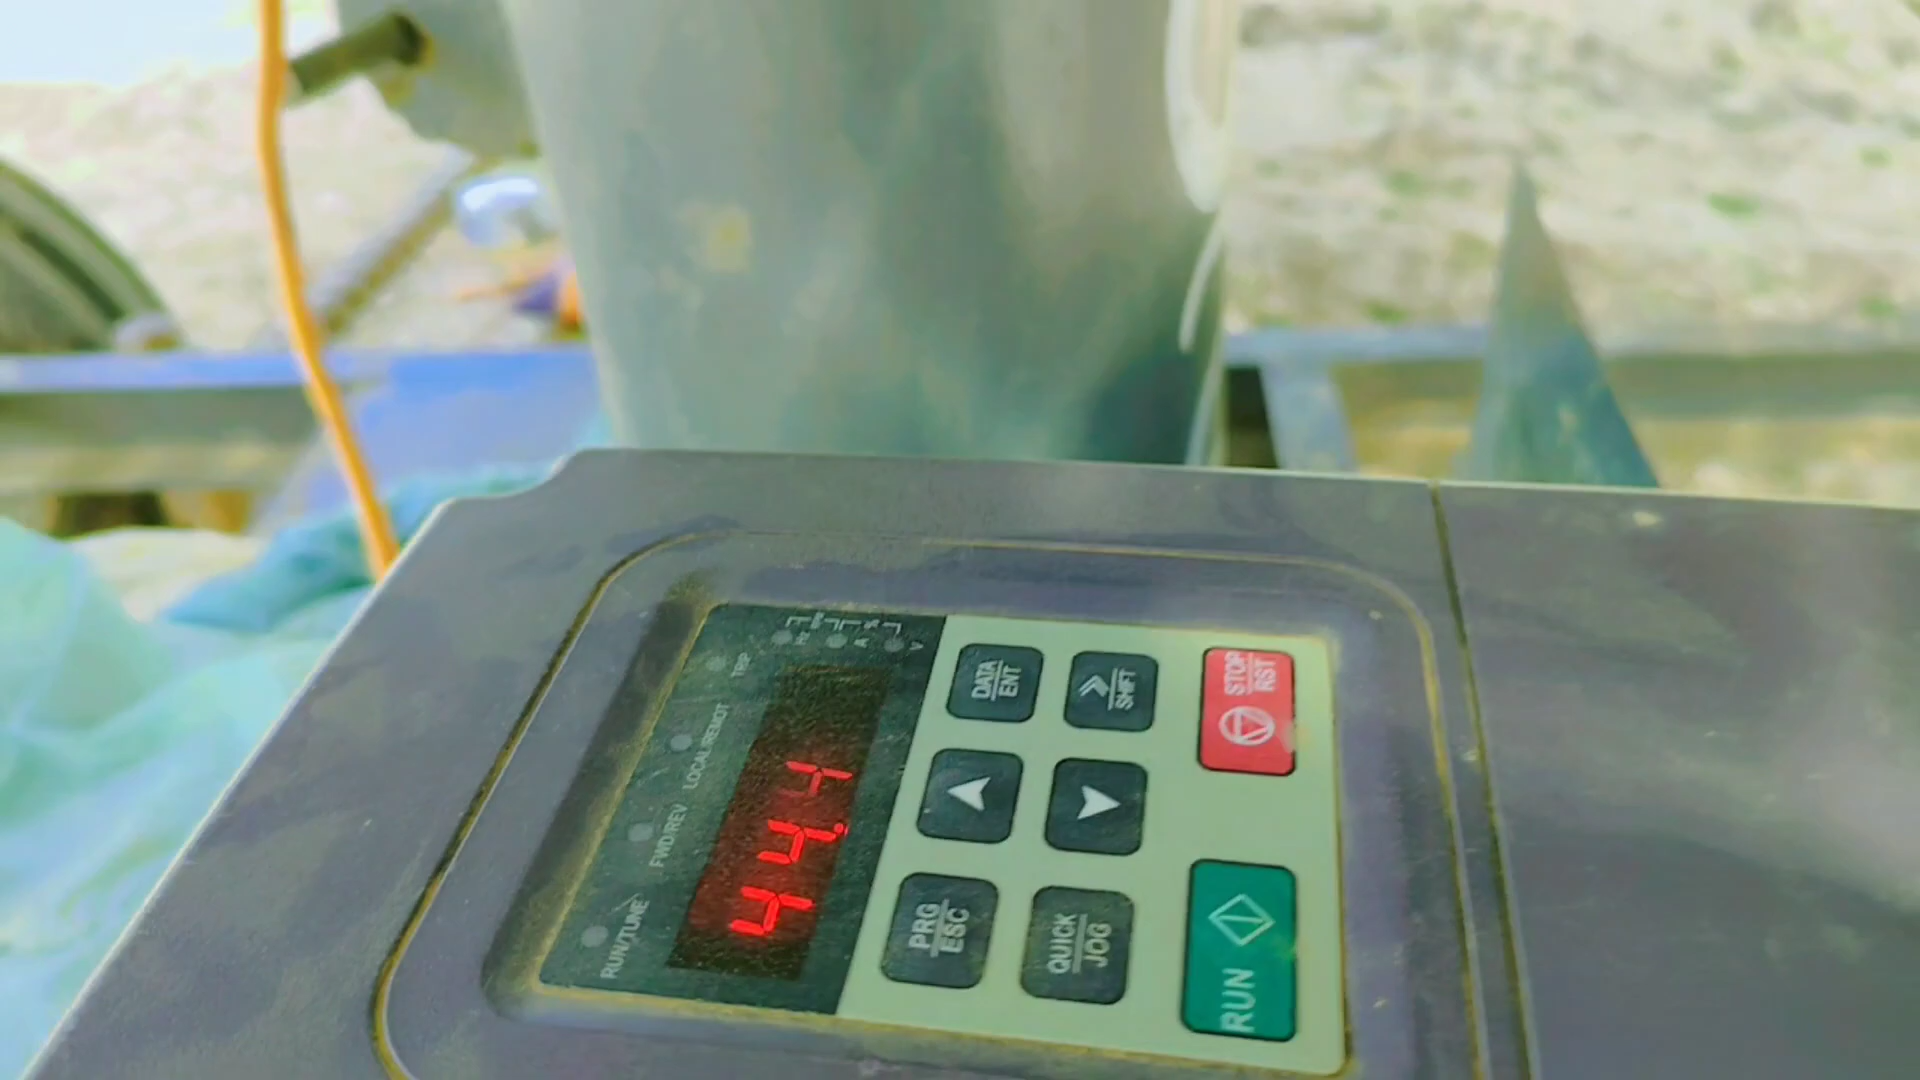 RUN/TUNE FWD/REV LOCAL/REMOT TRIP
Hz A V
RPM %
44.4
PRG
ESC
DATA
ENT
QUICK
JOG
SHIFT
RUN
STOP
RST